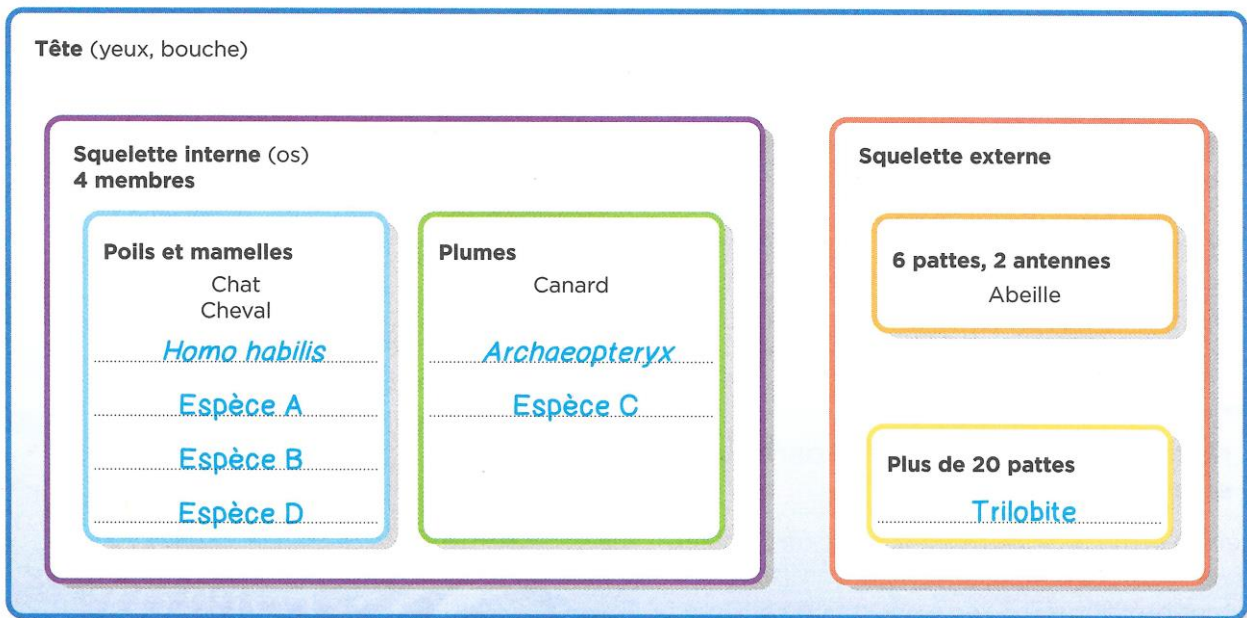 Tête (yeux, bouche)
Squelette interne (os)
4 membres
Poils et mamelles
Chat
Cheval
Homo habilis
Espèce A
Espèce B
Espèce D
Plumes
Canard
Archaeopteryx
Espèce C
Squelette externe
6 pattes, 2 antennes
Abeille
Plus de 20 pattes
Trilobite